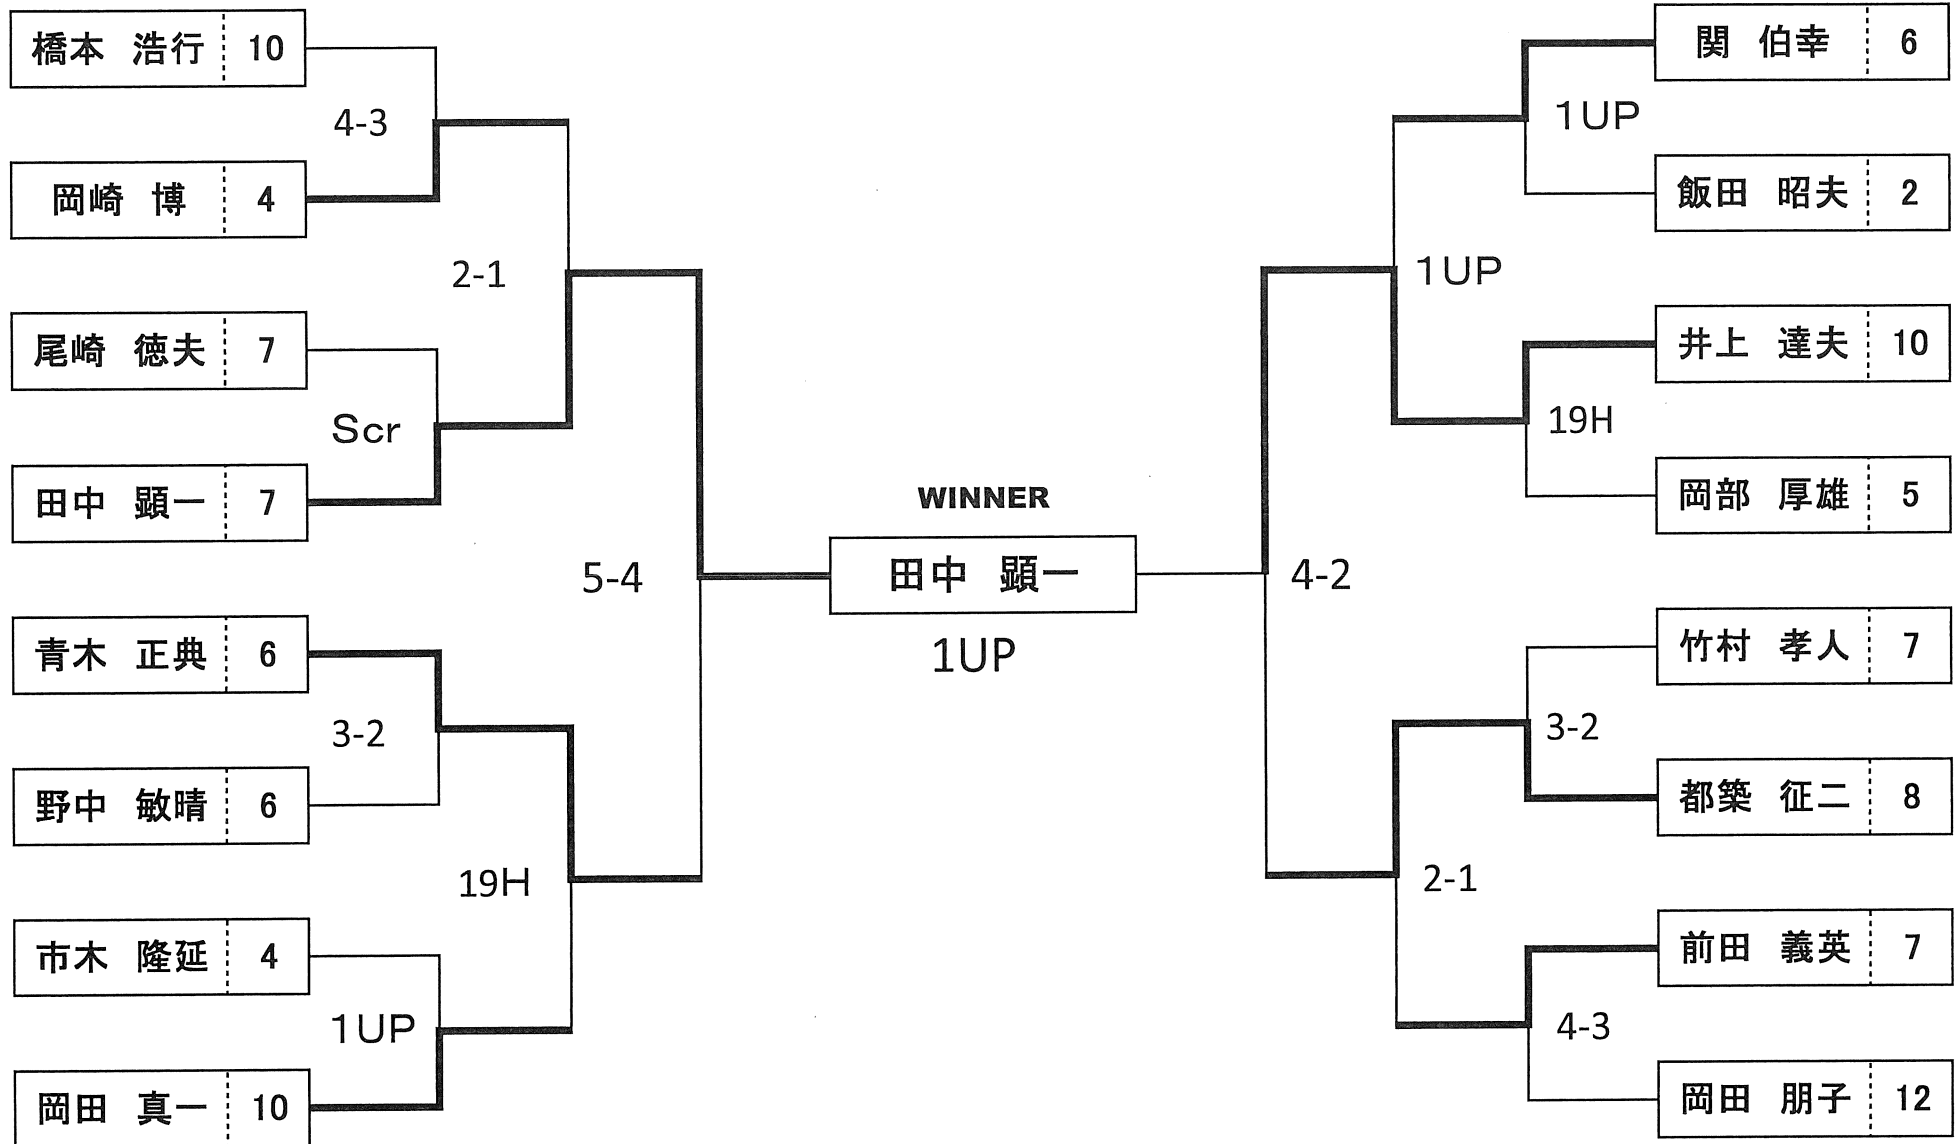 橋本 浩行 10
4-3
岡崎 博 4
2-1
尾崎 徳夫 7
Scr
田中 顕一 7
5-4
青木 正典 6
3-2
野中 敏晴 6
19H
市木 隆延 4
1UP
岡田 真一 10
WINNER
田中 顕一
1UP
関 伯幸 6
1UP
飯田 昭夫 2
1UP
井上 達夫 10
19H
岡部 厚雄 5
4-2
竹村 孝人 7
3-2
都築 征二 8
2-1
前田 義英 7
4-3
岡田 朋子 12